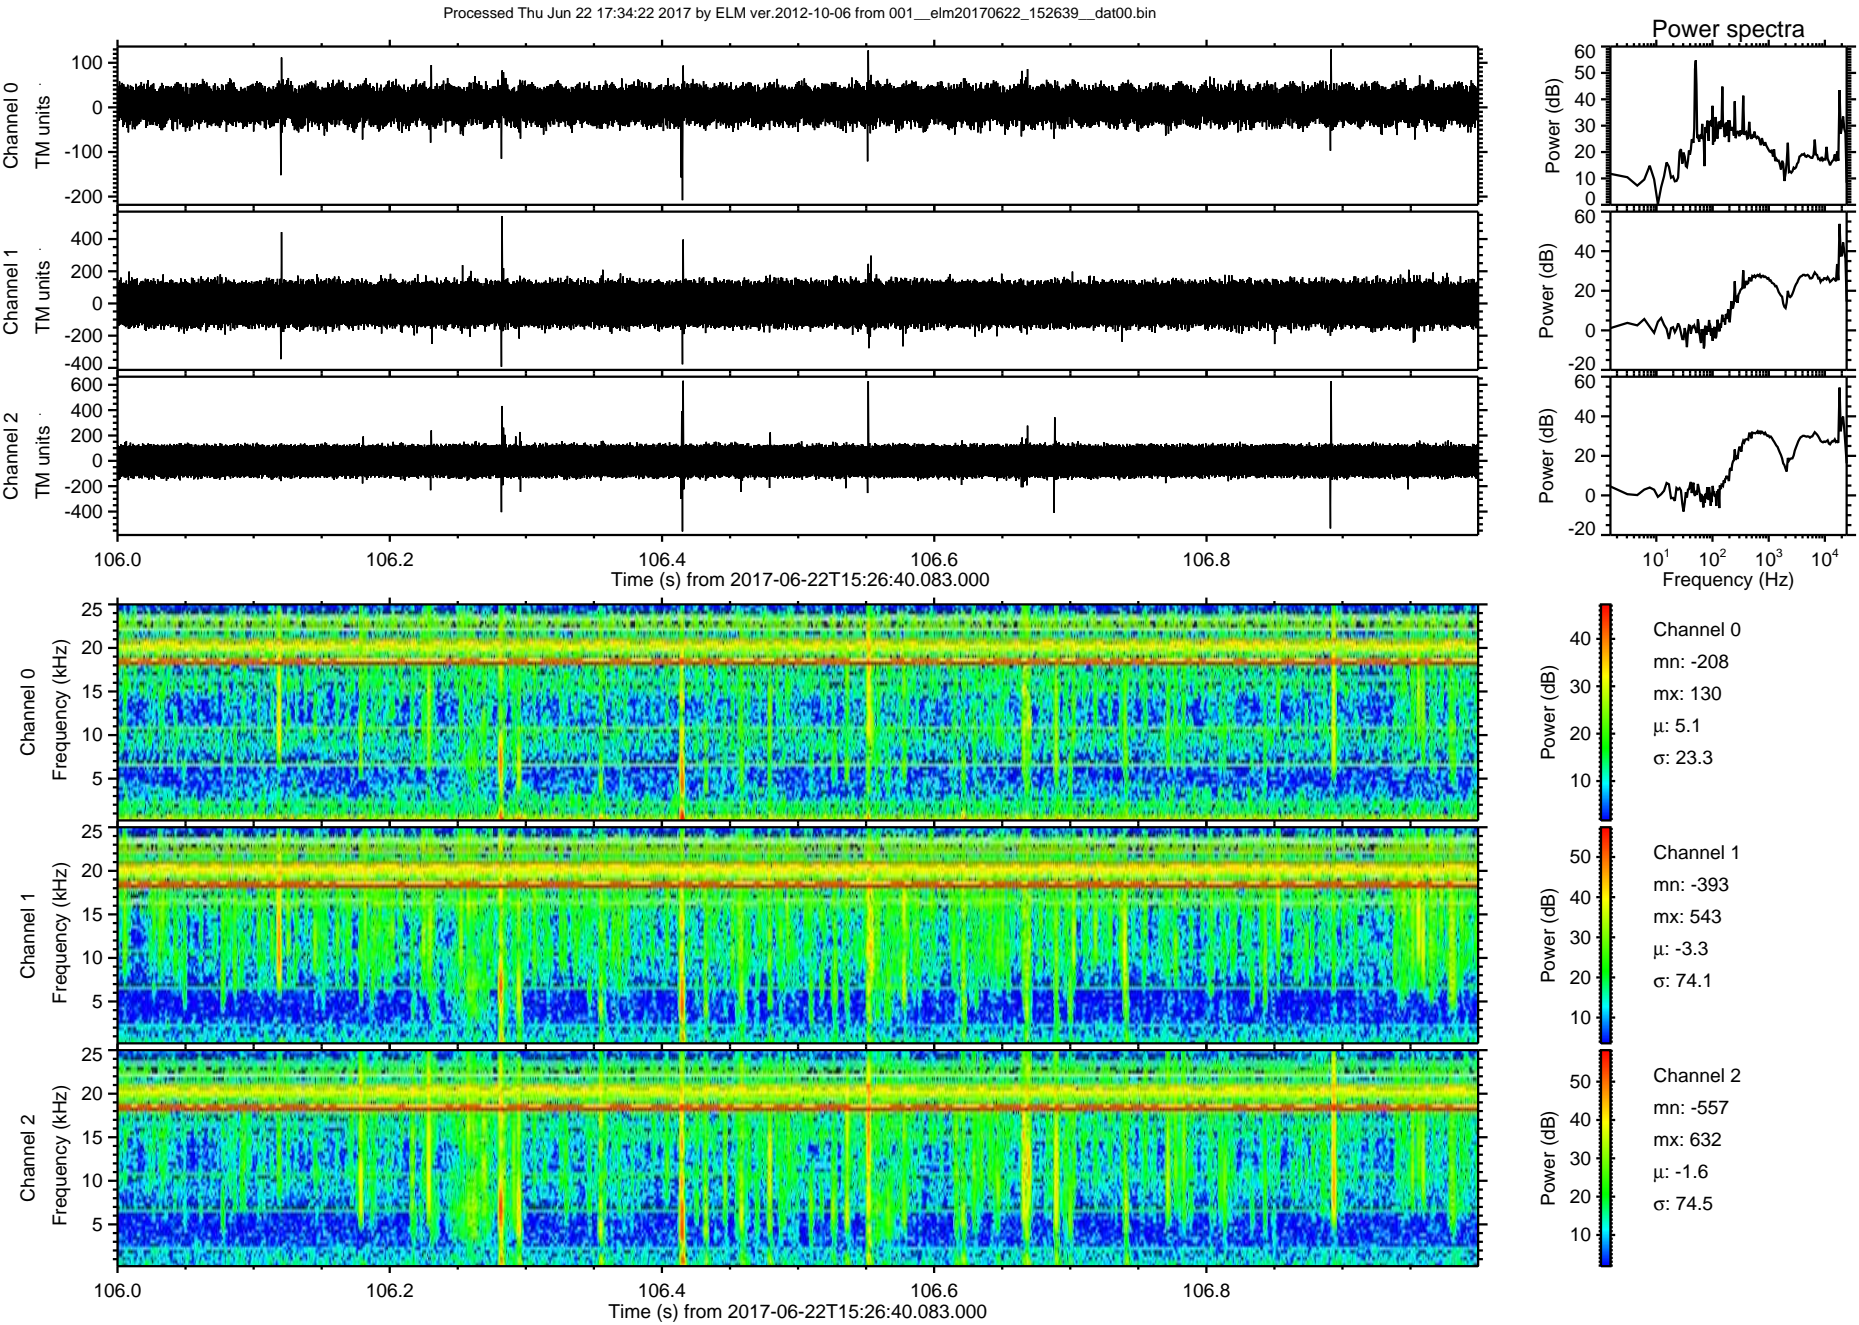 Processed Thu Jun 22 17:34:22 2017 by ELM ver.2012-10-06 from 001__elm20170622_152639__dat00.bin
Power spectra
Channel 0
TM units
100
0
-100
-200
Power (dB)
60
50
40
30
20
10
0
Channel 1
TM units
400
200
0
-200
-400
Power (dB)
60
40
20
0
-20
Channel 2
TM units
600
400
200
0
-200
-400
Power (dB)
60
40
20
0
-20
106.0 106.2 106.4 106.6 106.8
Time (s) from 2017-06-22T15:26:40.083.000
10¹ 10² 10³ 10⁴
Frequency (Hz)
Channel 0
Frequency (kHz)
25
20
15
10
5
Power (dB)
40
30
20
10
Channel 0
mn: -208
mx: 130
µ: 5.1
σ: 23.3
Channel 1
Frequency (kHz)
25
20
15
10
5
Power (dB)
50
40
30
20
10
Channel 1
mn: -393
mx: 543
µ: -3.3
σ: 74.1
Channel 2
Frequency (kHz)
25
20
15
10
5
Power (dB)
50
40
30
20
10
Channel 2
mn: -557
mx: 632
µ: -1.6
σ: 74.5
106.0 106.2 106.4 106.6 106.8
Time (s) from 2017-06-22T15:26:40.083.000